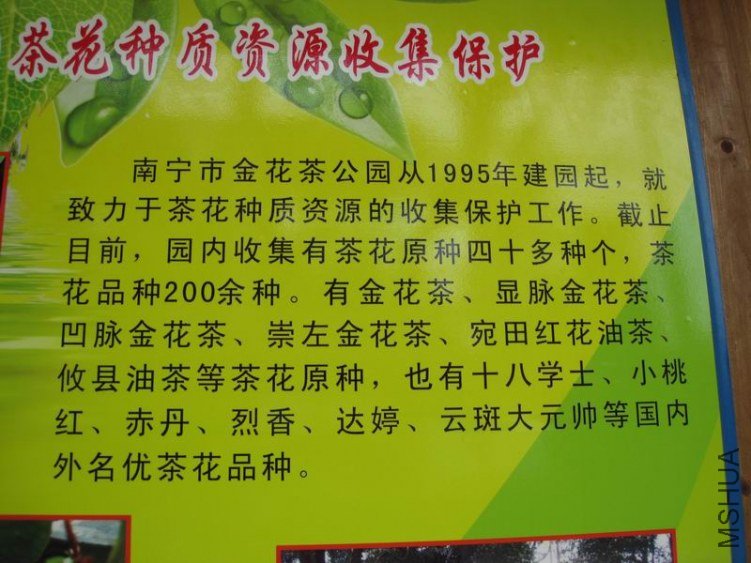 茶花种质资源收集保护
南宁市金花茶公园从1995年建园起，就
致力于茶花种质资源的收集保护工作。截止
目前，园内收集有茶花原种四十多种个，茶
花品种200余种。有金花茶、显脉金花茶、
凹脉金花茶、崇左金花茶、宛田红花油茶、
攸县油茶等茶花原种，也有十八学士、小桃
红、赤丹、烈香、达婷、云斑大元帅等国内
外名优茶花品种。
MSHUA